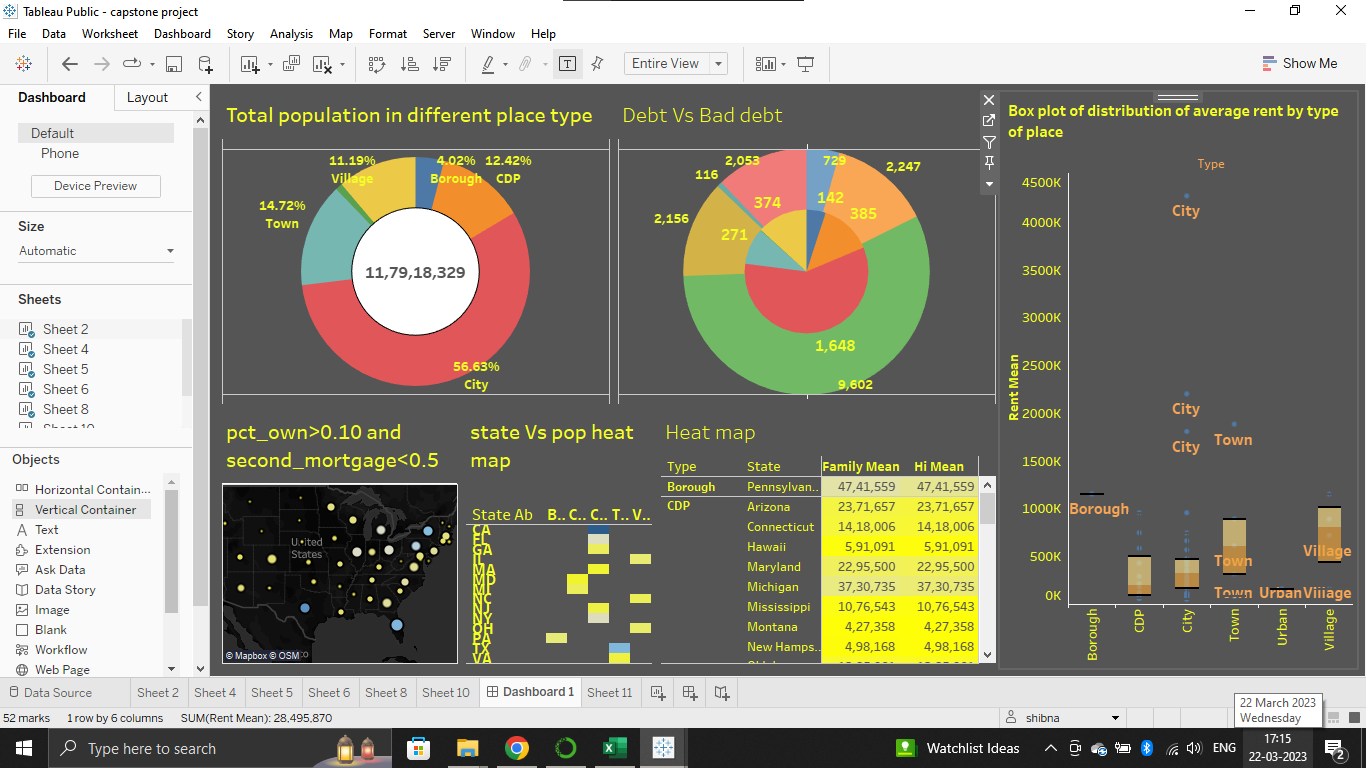 Tableau Public - capstone project
File Data Worksheet Dashboard Story Analysis Map Format Server Window Help
Entire View
Show Me
Dashboard Layout
Default
Phone
Device Preview
Size
Automatic
Sheets
Sheet 2
Sheet 4
Sheet 5
Sheet 6
Sheet 8
Objects
Horizontal Contain...
Vertical Container
Text
Extension
Ask Data
Data Story
Image
Blank
Workflow
Web Page
Total population in different place type
11.19%
Village
4.02%
Borough
12.42%
CDP
14.72%
Town
11,79,18,329
56.63%
City
Debt Vs Bad debt
2,053
729
2,247
116
374
142
385
2,156
271
1,648
9,602
Box plot of distribution of average rent by type
of place
Type
4500K
4000K
3500K
3000K
2500K
2000K
1500K
1000K
500K
0K
Rent Mean
City
City
City
Town
Borough
Town
Village
Town
Urban
Village
Borough
CDP
City
Town
Urban
Village
pct_own>0.10 and
second_mortgage<0.5
United
States
© Mapbox © OSM
state Vs pop heat
map
State Ab B.. C.. C.. T.. V..
CA
FL
GA
IL
MA
MD
MI
NC
NJ
NY
OH
PA
TX
VA
Heat map
Type State Family Mean Hi Mean
Borough Pennsylvan.. 47,41,559 47,41,559
CDP Arizona 23,71,657 23,71,657
Connecticut 14,18,006 14,18,006
Hawaii 5,91,091 5,91,091
Maryland 22,95,500 22,95,500
Michigan 37,30,735 37,30,735
Mississippi 10,76,543 10,76,543
Montana 4,27,358 4,27,358
New Hamps.. 4,98,168 4,98,168
Data Source Sheet 2 Sheet 4 Sheet 5 Sheet 6 Sheet 8 Sheet 10 Dashboard 1 Sheet 11
52 marks 1 row by 6 columns SUM(Rent Mean): 28,495,870
shibna
22 March 2023
Wednesday
Type here to search
Watchlist Ideas
ENG
17:15
22-03-2023
2